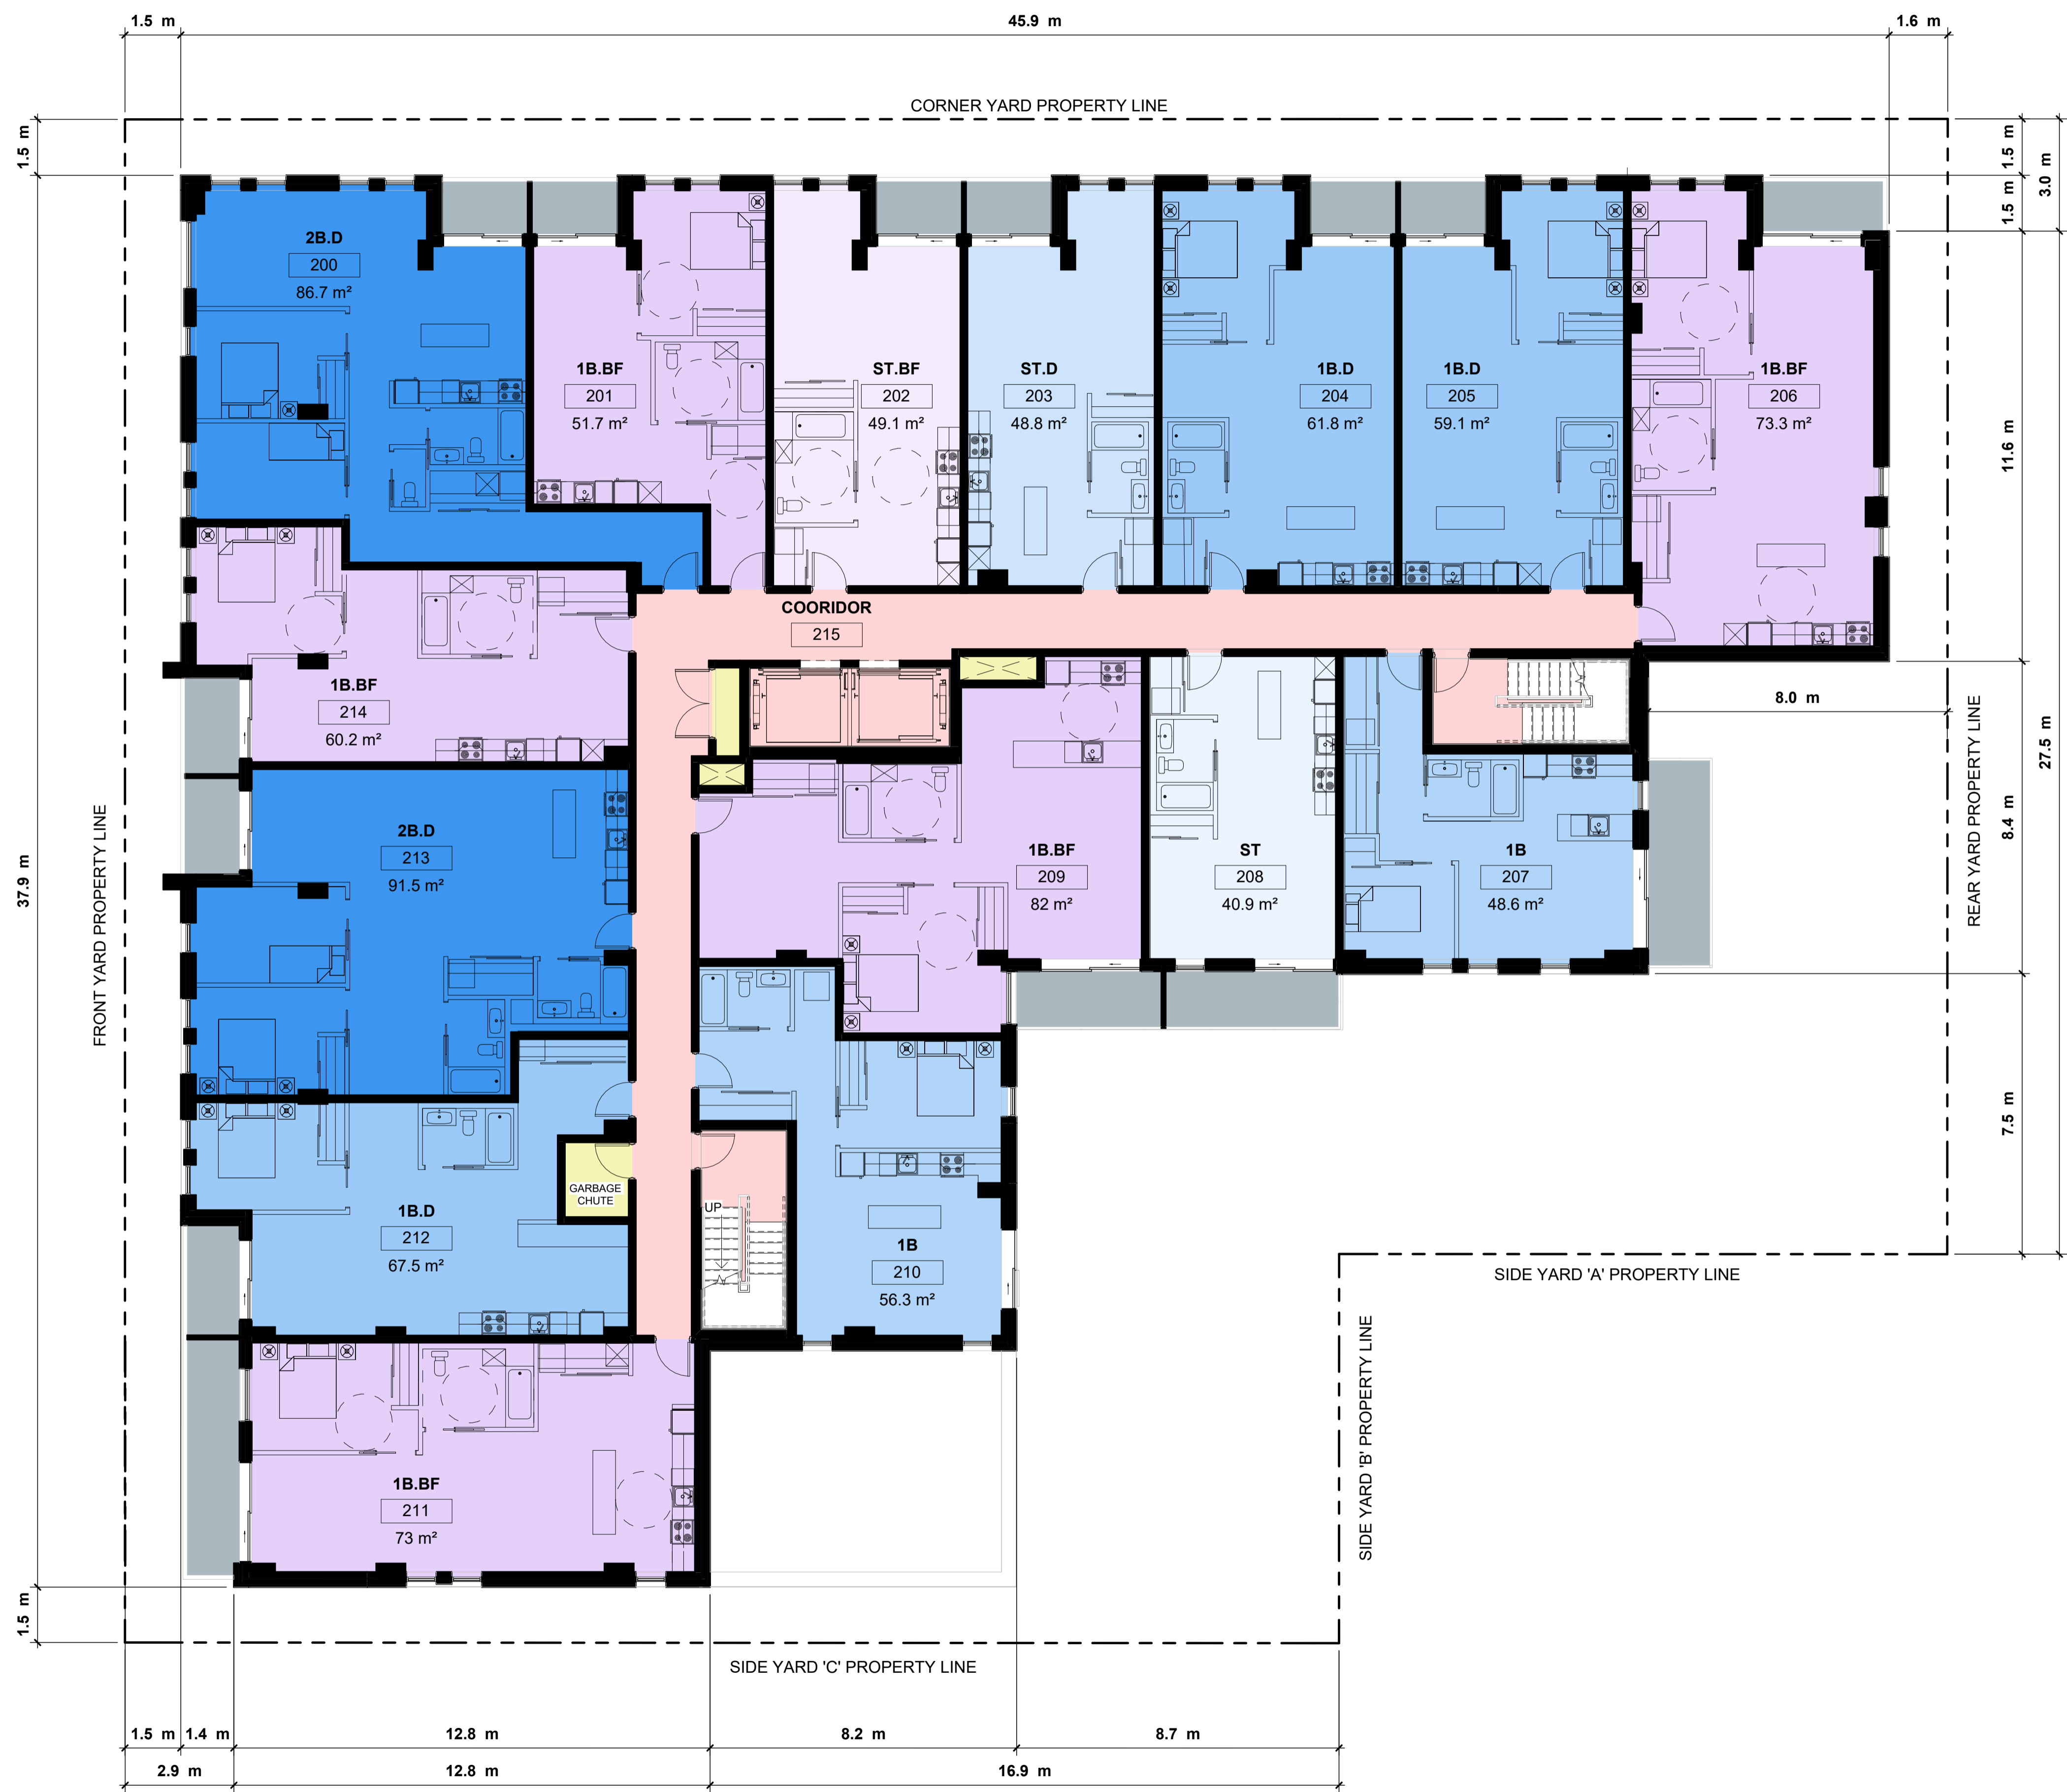 1.5 m
45.9 m
1.6 m
CORNER YARD PROPERTY LINE
1.5 m
1.5 m
1.5 m
3.0 m
2B.D
200
86.7 m²
1B.BF
201
51.7 m²
ST.BF
202
49.1 m²
ST.D
203
48.8 m²
1B.D
204
61.8 m²
1B.D
205
59.1 m²
1B.BF
206
73.3 m²
11.6 m
COORIDOR
215
1B.BF
214
60.2 m²
8.0 m
27.5 m
REAR YARD PROPERTY LINE
FRONT YARD PROPERTY LINE
37.9 m
2B.D
213
91.5 m²
1B.BF
209
82 m²
ST
208
40.9 m²
1B
207
48.6 m²
8.4 m
7.5 m
GARBAGE
CHUTE
UP
1B.D
212
67.5 m²
1B
210
56.3 m²
SIDE YARD 'A' PROPERTY LINE
SIDE YARD 'B' PROPERTY LINE
1B.BF
211
73 m²
1.5 m
SIDE YARD 'C' PROPERTY LINE
1.5 m
1.4 m
12.8 m
8.2 m
8.7 m
2.9 m
12.8 m
16.9 m